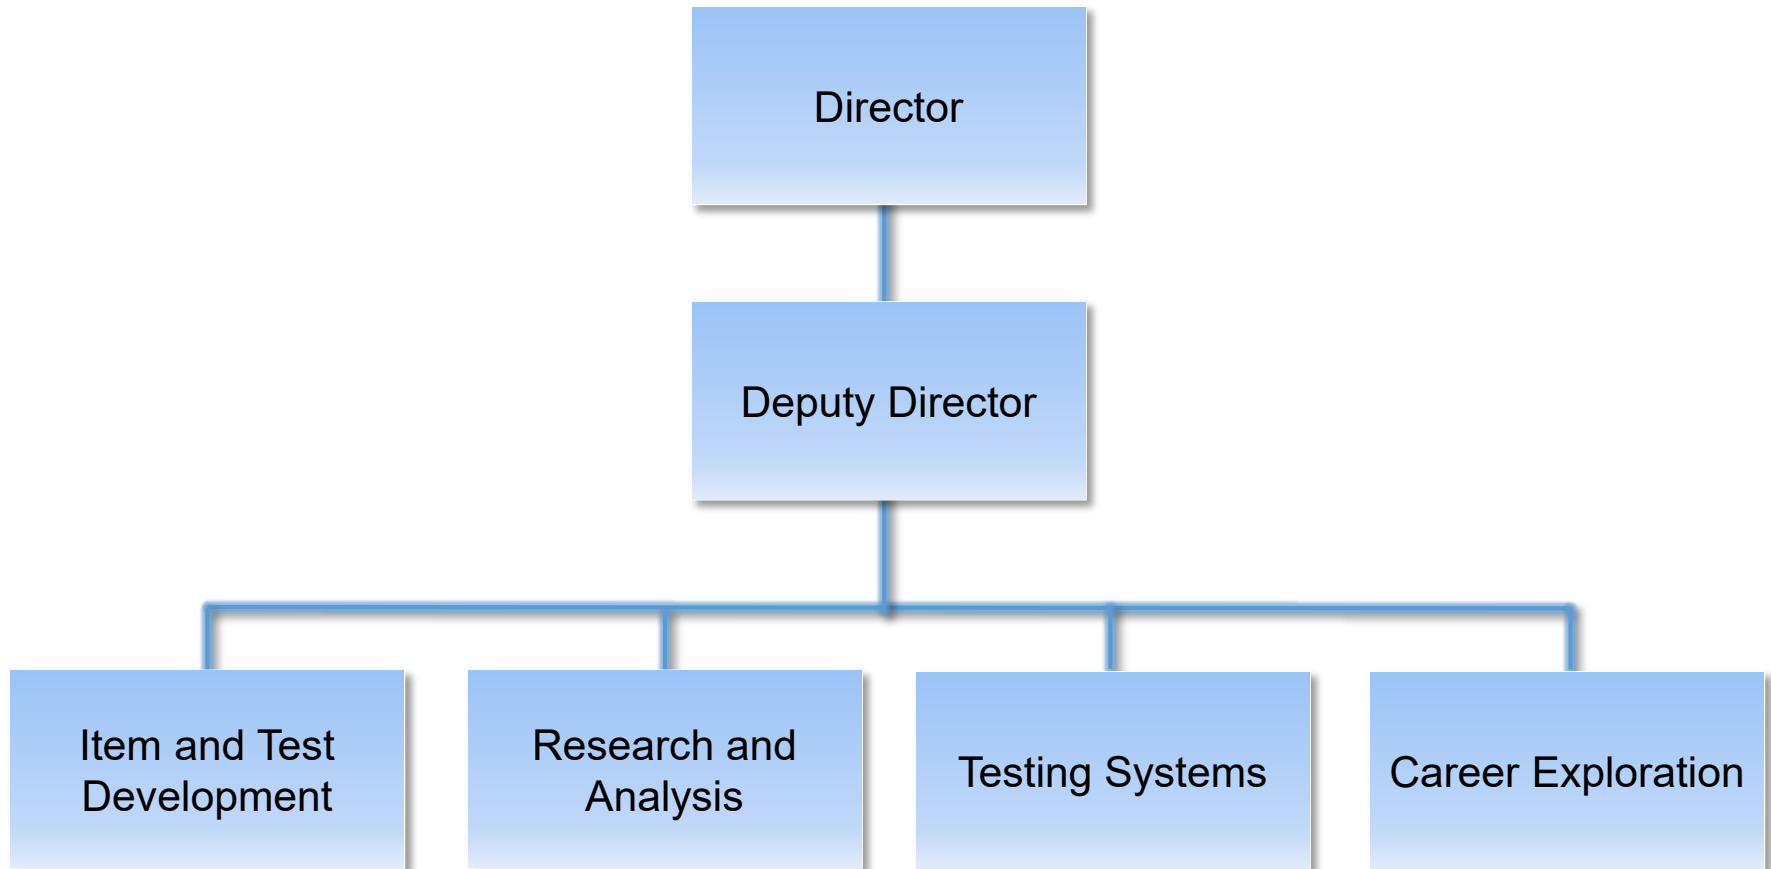 Director
Deputy Director
Item and Test
Development
Research and
Analysis
Testing Systems
Career Exploration